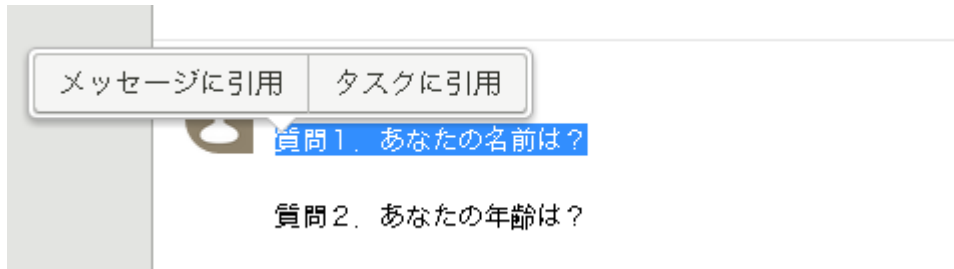 メッセージに引用 タスクに引用
質問1．あなたの名前は？
質問2．あなたの年齢は？